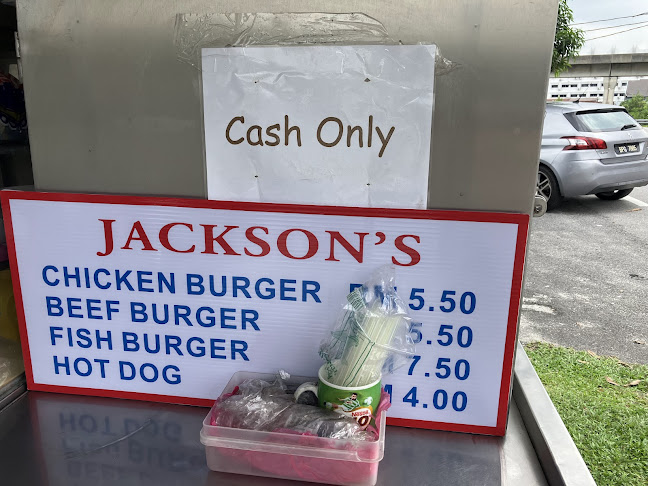 Cash Only
JACKSON'S
CHICKEN BURGER 5.50
BEEF BURGER 5.50
FISH BURGER 7.50
HOT DOG M 4.00